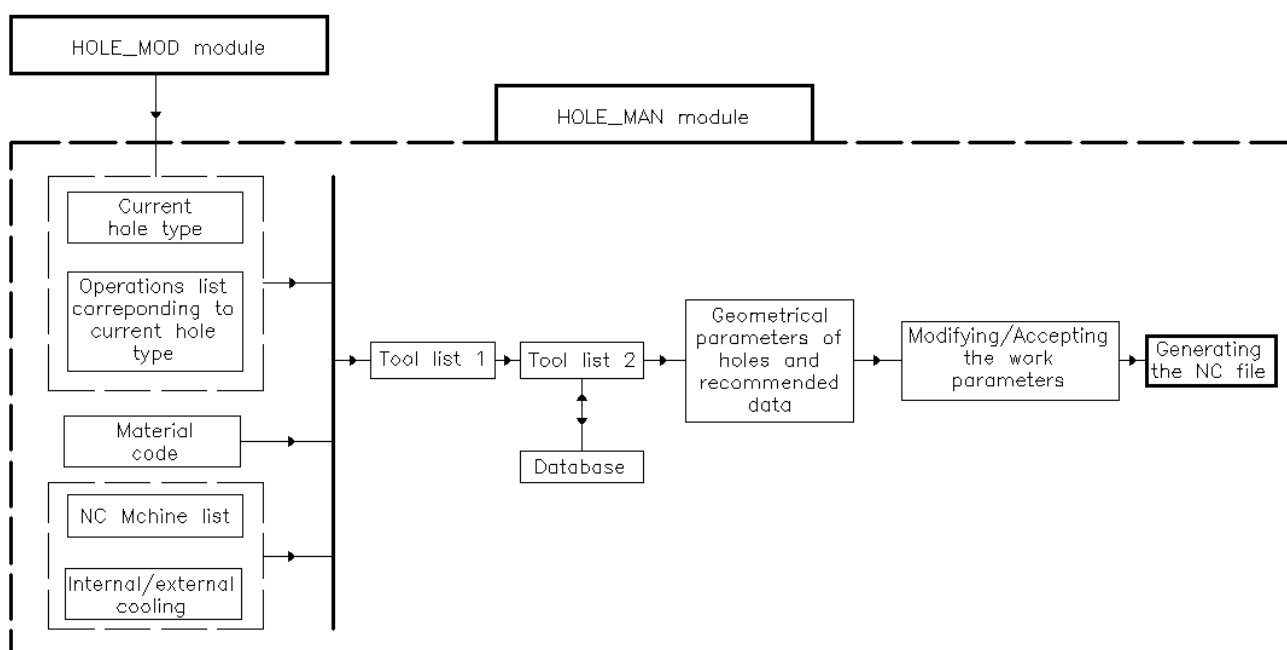 HOLE_MOD module
HOLE_MAN module
Current
hole type
Operations list
correponding to
current hole
type
Material
code
NC Mchine list
Internal/external
cooling
Tool list 1
Tool list 2
Database
Geometrical
parameters of
holes and
recommended
data
Modifying/Accepting
the work
parameters
Generating
the NC file